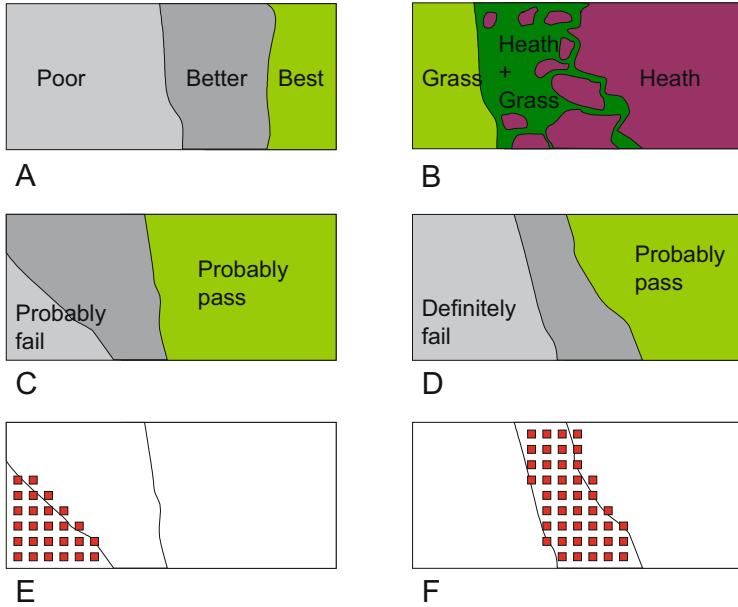 Poor
Better
Best
A
Grass
Heath
+
Grass
Heath
B
Probably
fail
Probably
pass
C
Definitely
fail
Probably
pass
D
E
F